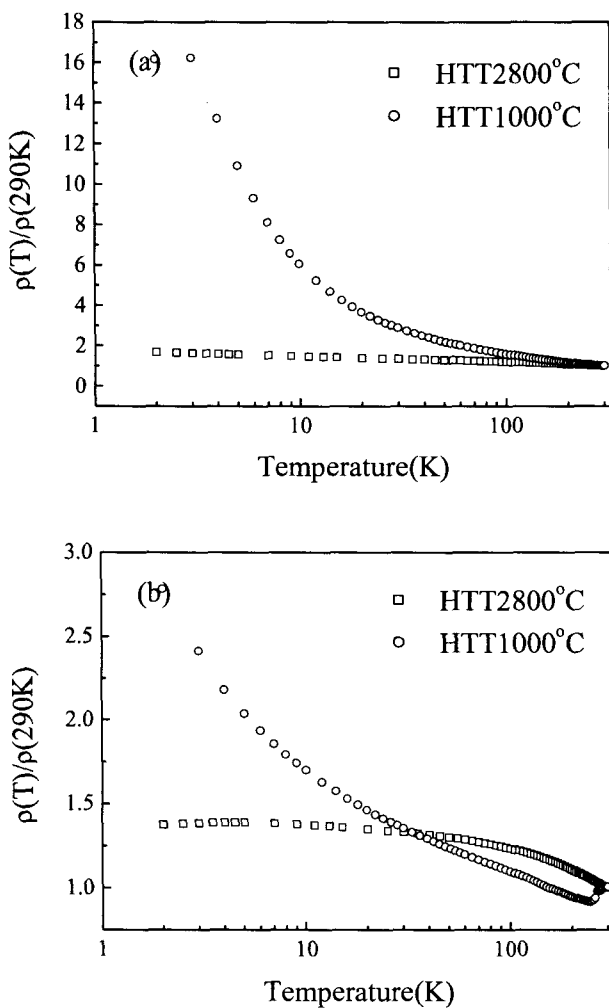 18
16
14
12
10
8
6
4
2
0
(a)
HTT2800°C
HTT1000°C
ρ(T)/ρ(290K)
1
10
100
Temperature(K)
3.0
2.5
2.0
1.5
1.0
(b)
HTT2800°C
HTT1000°C
ρ(T)/ρ(290K)
1
10
100
Temperature(K)